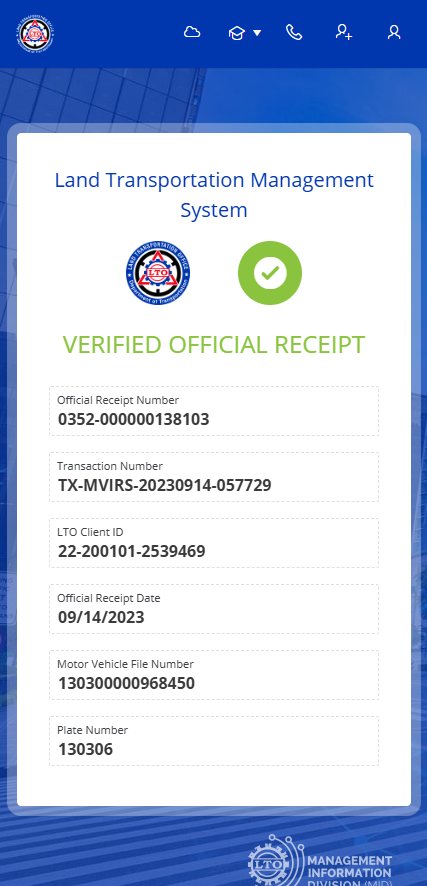 Land Transportation Management
System
LAND TRANSPORTATION OFFICE
LTO
Department of Transportation
VERIFIED OFFICIAL RECEIPT
Official Receipt Number
0352-000000138103
Transaction Number
TX-MVIRS-20230914-057729
LTO Client ID
22-200101-2539469
Official Receipt Date
09/14/2023
Motor Vehicle File Number
130300000968450
Plate Number
130306
LTO
MANAGEMENT
INFORMATION
DIVISION (MID)